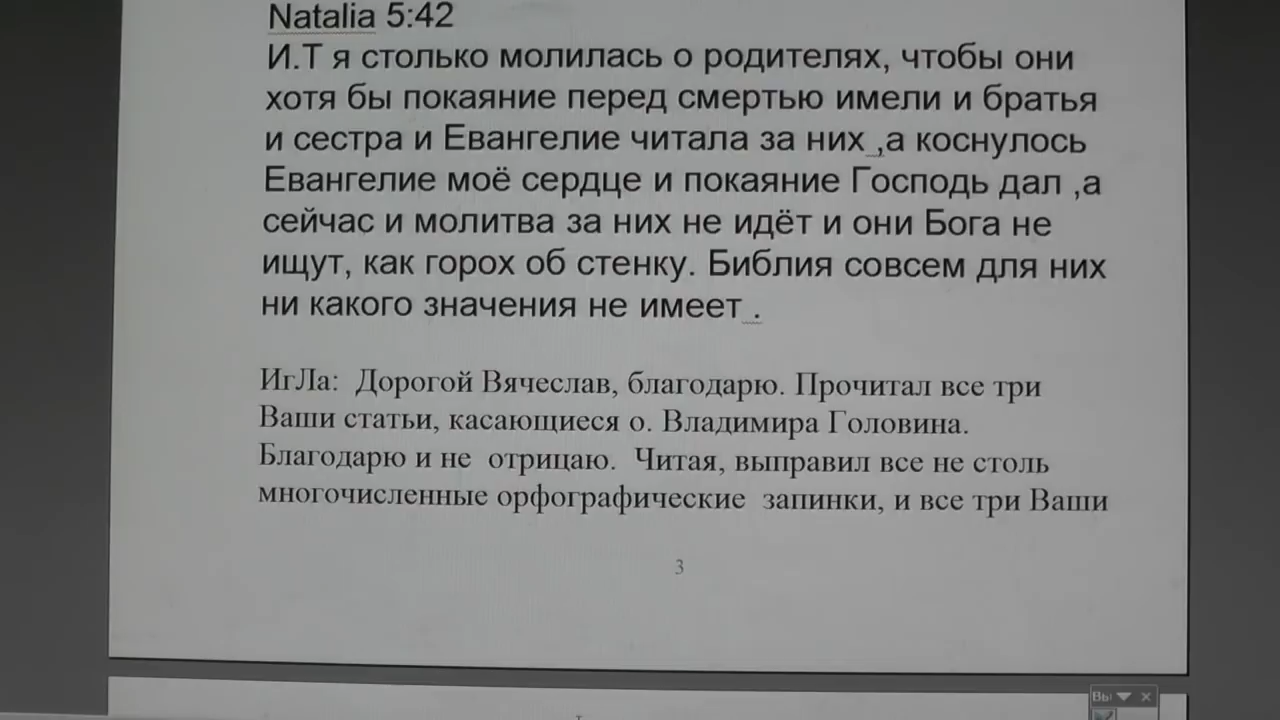 Natalia 5:42
И.Т я столько молилась о родителях, чтобы они
хотя бы покаяние перед смертью имели и братья
и сестра и Евангелие читала за них ,а коснулось
Евангелие моё сердце и покаяние Господь дал ,а
сейчас и молитва за них не идёт и они Бога не
ищут, как горох об стенку. Библия совсем для них
ни какого значения не имеет .
ИгЛа: Дорогой Вячеслав, благодарю. Прочитал все три
Ваши статьи, касающиеся о. Владимира Головина.
Благодарю и не отрицаю. Читая, выправил все не столь
многочисленные орфографические запинки, и все три Ваши
3
Вы